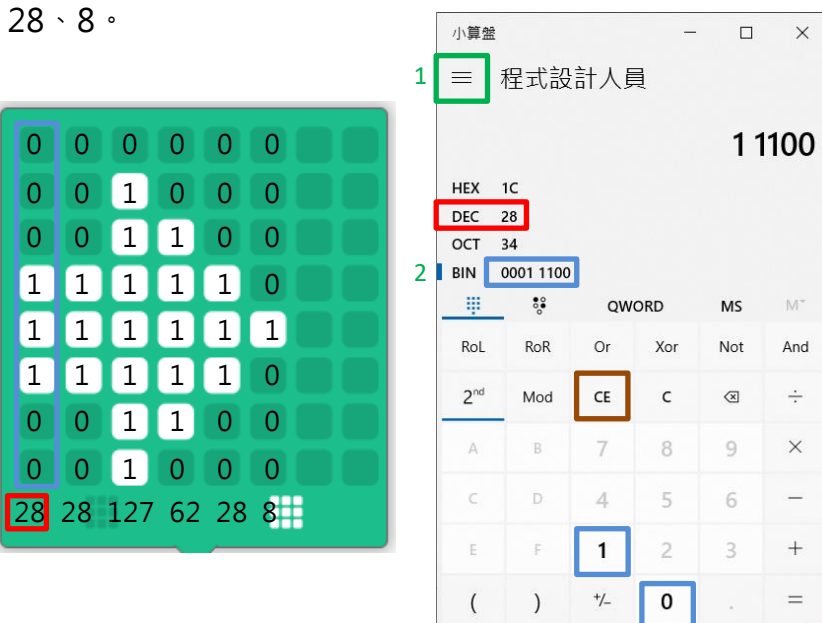 28、8。
0 0 0 0 0 0
0 0 1 0 0 0
0 0 1 1 0 0
1 1 1 1 1 0
1 1 1 1 1 1
1 1 1 1 1 0
0 0 1 1 0 0
0 0 1 0 0 0
28 28 127 62 28 8
小算盤
1 程式設計人員
1 1100
HEX 1C
DEC 28
OCT 34
2 BIN 0001 1100
QWORD MS M˅
RoL RoR Or Xor Not And
2nd Mod CE C ÷
A B 7 8 9 ×
C D 4 5 6 −
E F 1 2 3 +
( ) +/− 0 . =